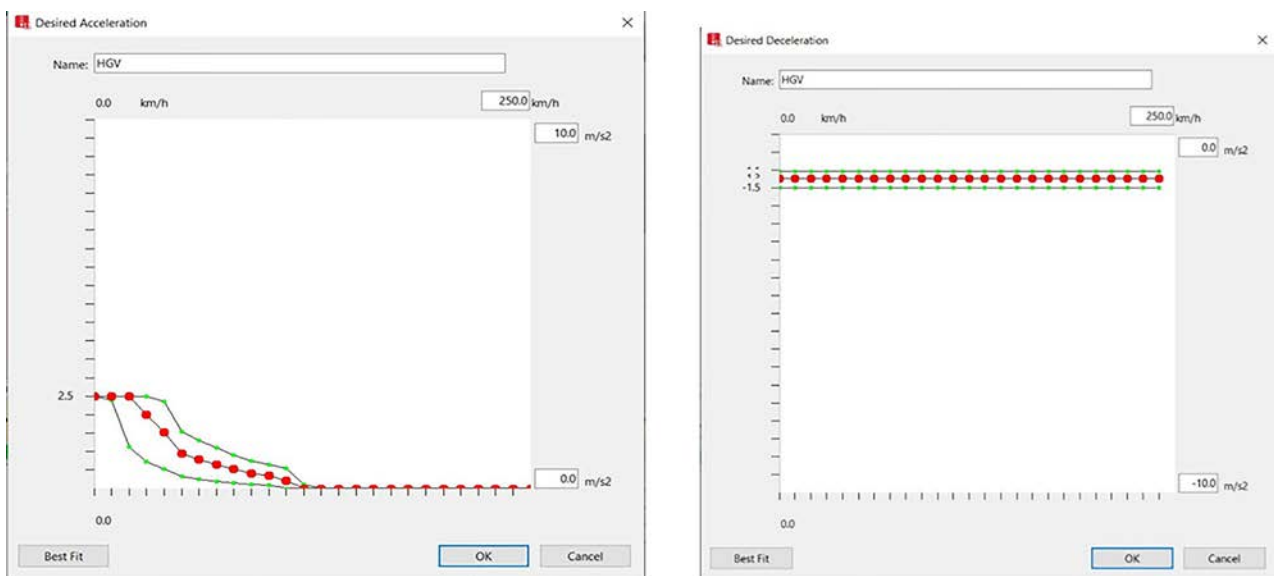 Desired Acceleration
Name: HGV
0.0 km/h 250.0 km/h
10.0 m/s2
2.5
0.0 m/s2
0.0
Best Fit OK Cancel
Desired Deceleration
Name: HGV
0.0 km/h 250.0 km/h
0.0 m/s2
-1.5
-10.0 m/s2
0.0
Best Fit OK Cancel